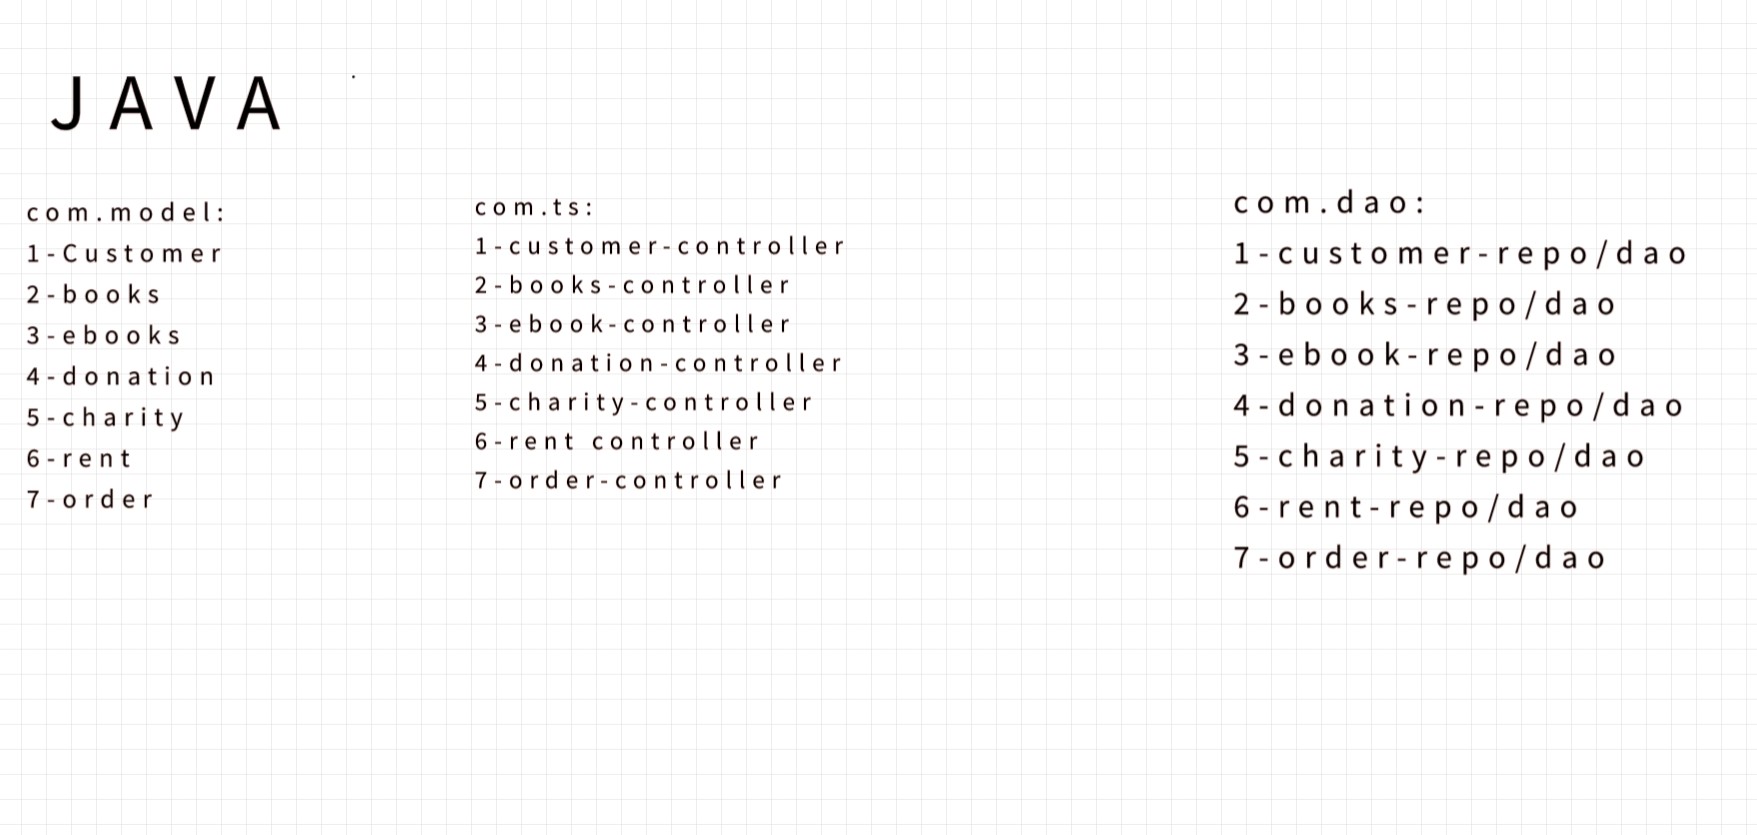 JAVA
com.model:
1-Customer
2-books
3-ebooks
4-donation
5-charity
6-rent
7-order
com.ts:
1-customer-controller
2-books-controller
3-ebook-controller
4-donation-controller
5-charity-controller
6-rent controller
7-order-controller
com.dao:
1-customer-repo/dao
2-books-repo/dao
3-ebook-repo/dao
4-donation-repo/dao
5-charity-repo/dao
6-rent-repo/dao
7-order-repo/dao